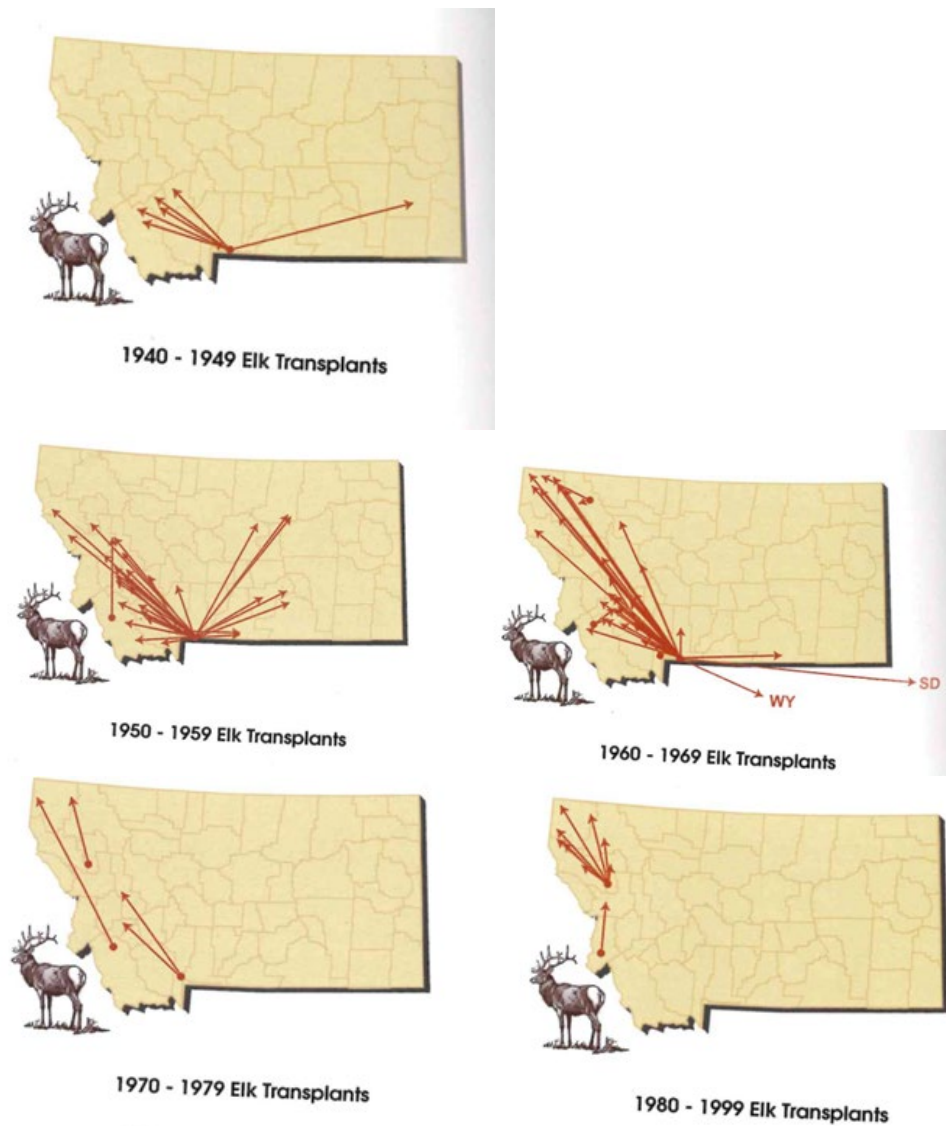 1940 - 1949 Elk Transplants
SD
WY
1950 - 1959 Elk Transplants
1960 - 1969 Elk Transplants
1970 - 1979 Elk Transplants
1980 - 1999 Elk Transplants